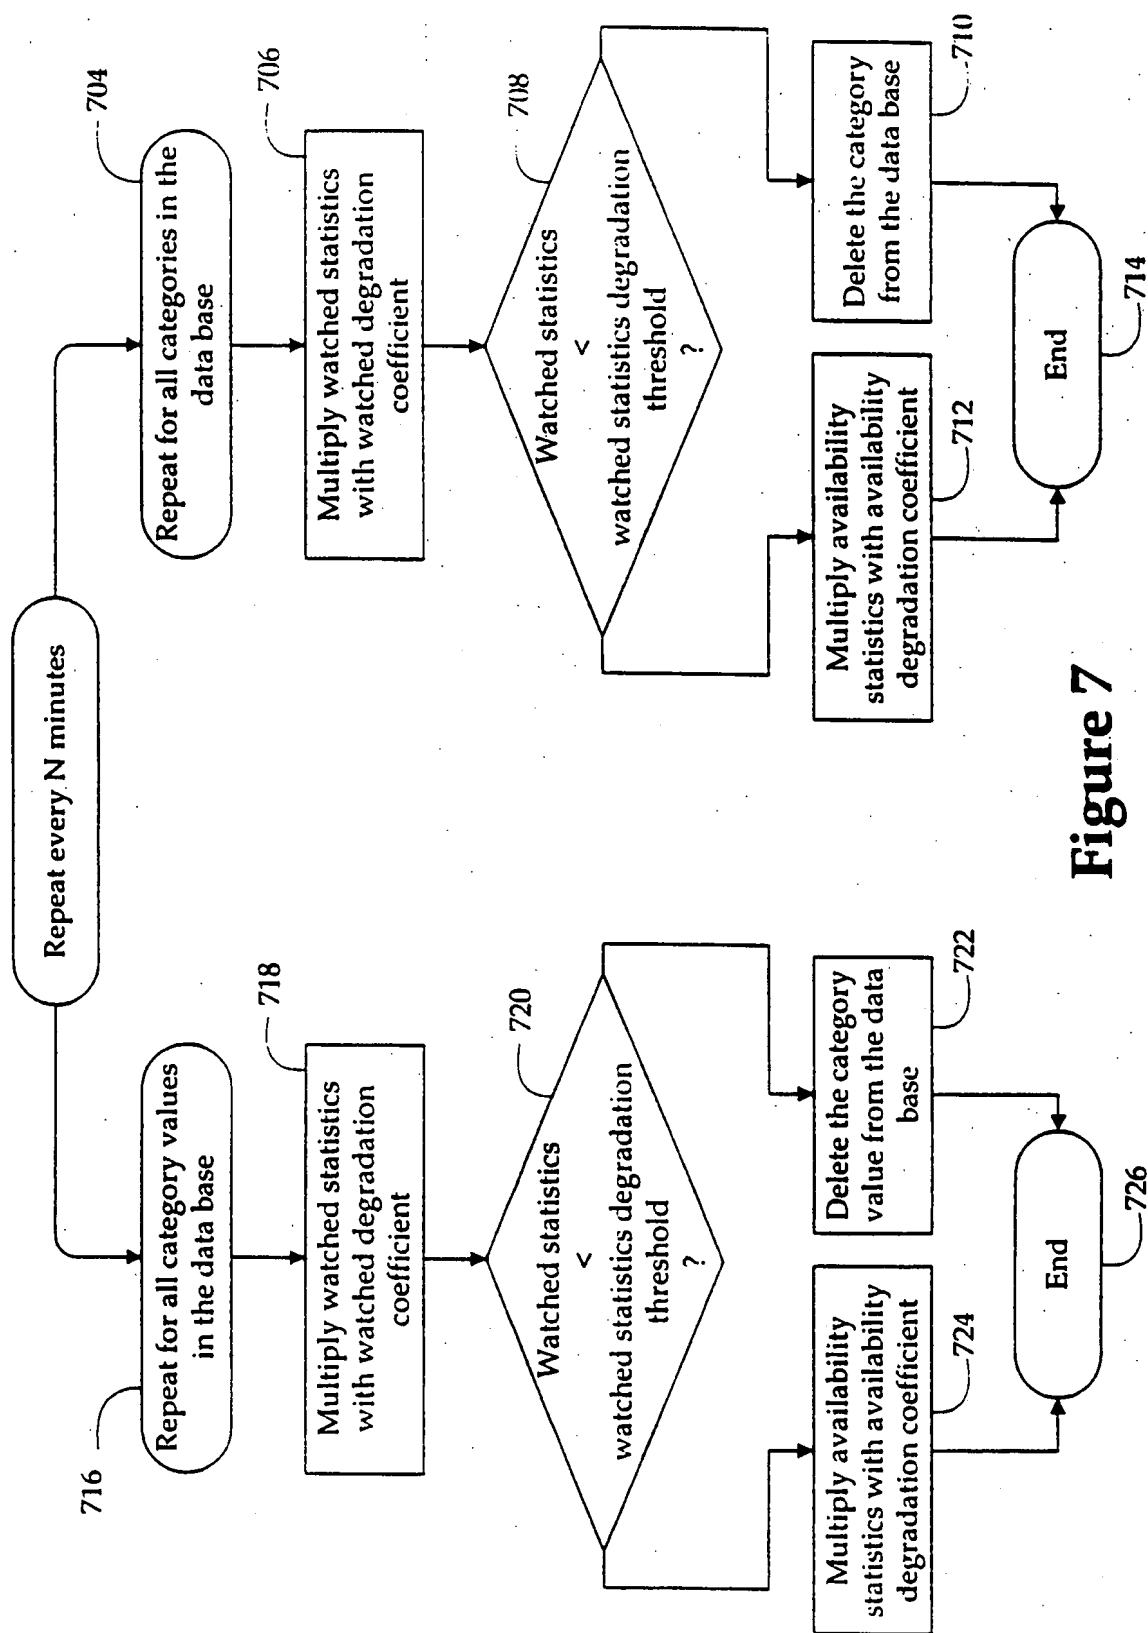 Repeat every N minutes
716
Repeat for all category values
in the data base
718
Multiply watched statistics
with watched degradation
coefficient
720
Watched statistics
<
watched statistics degradation
threshold
?
Multiply availability
statistics with availability
degradation coefficient
724
Delete the category
value from the data
base
722
End
726
704
Repeat for all categories in the
data base
706
Multiply watched statistics
with watched degradation
coefficient
708
Watched statistics
<
watched statistics degradation
threshold
?
Multiply availability
statistics with availability
degradation coefficient
712
Delete the category
from the data base
710
End
714
Figure 7